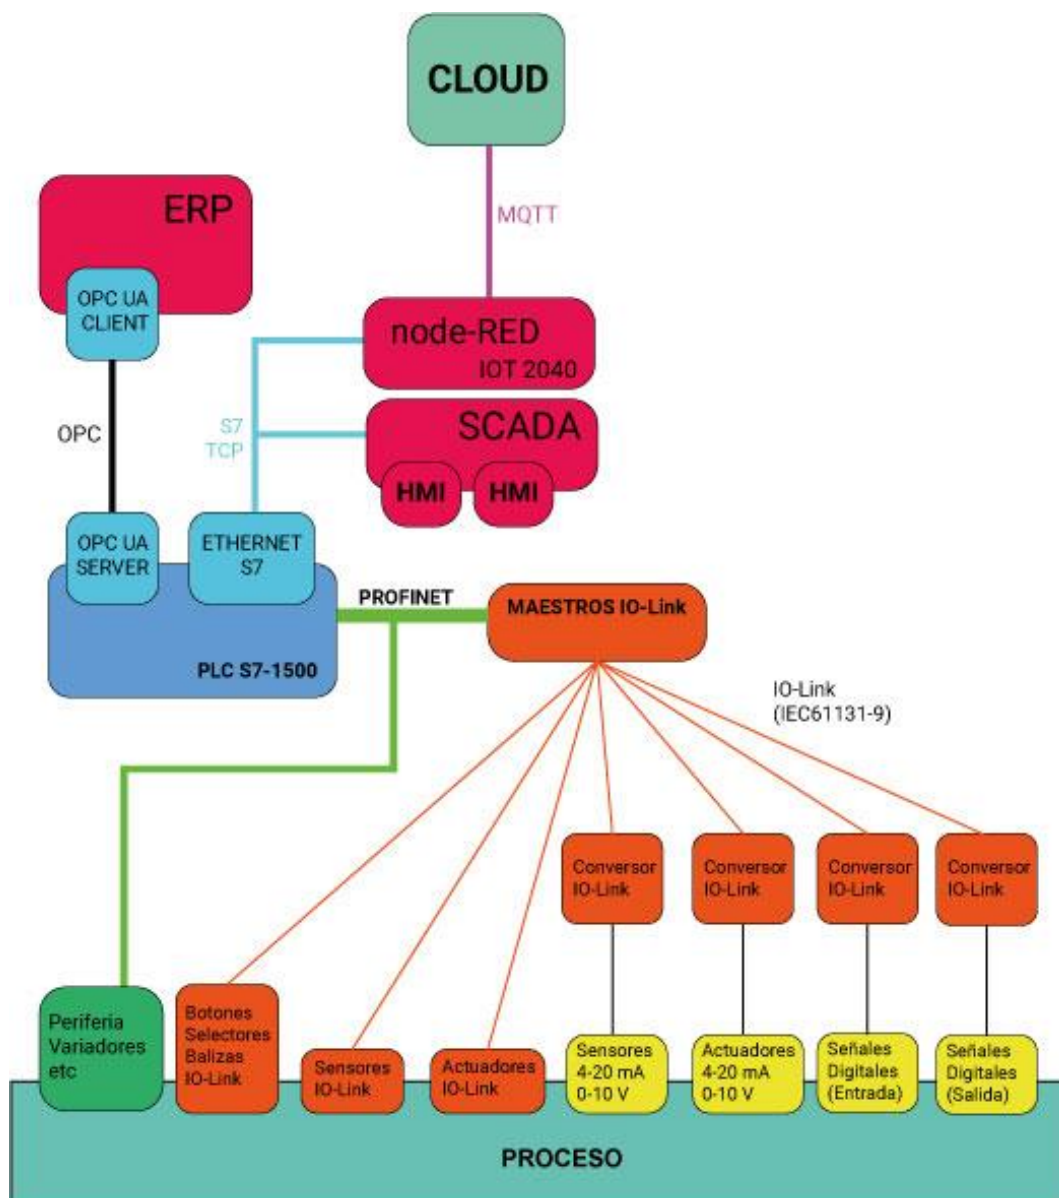 CLOUD
MQTT
ERP
OPC UA
CLIENT
node-RED
IOT 2040
OPC
S7
TCP
SCADA
HMI
HMI
OPC UA
SERVER
ETHERNET
S7
PLC S7-1500
PROFINET
MAESTROS IO-Link
IO-Link
(IEC61131-9)
Conversor
IO-Link
Conversor
IO-Link
Conversor
IO-Link
Conversor
IO-Link
Periferia
Variadores
etc
Botones
Selectores
Balizas
IO-Link
Sensores
IO-Link
Actuadores
IO-Link
Sensores
4-20 mA
0-10 V
Actuadores
4-20 mA
0-10 V
Señales
Digitales
(Entrada)
Señales
Digitales
(Salida)
PROCESO